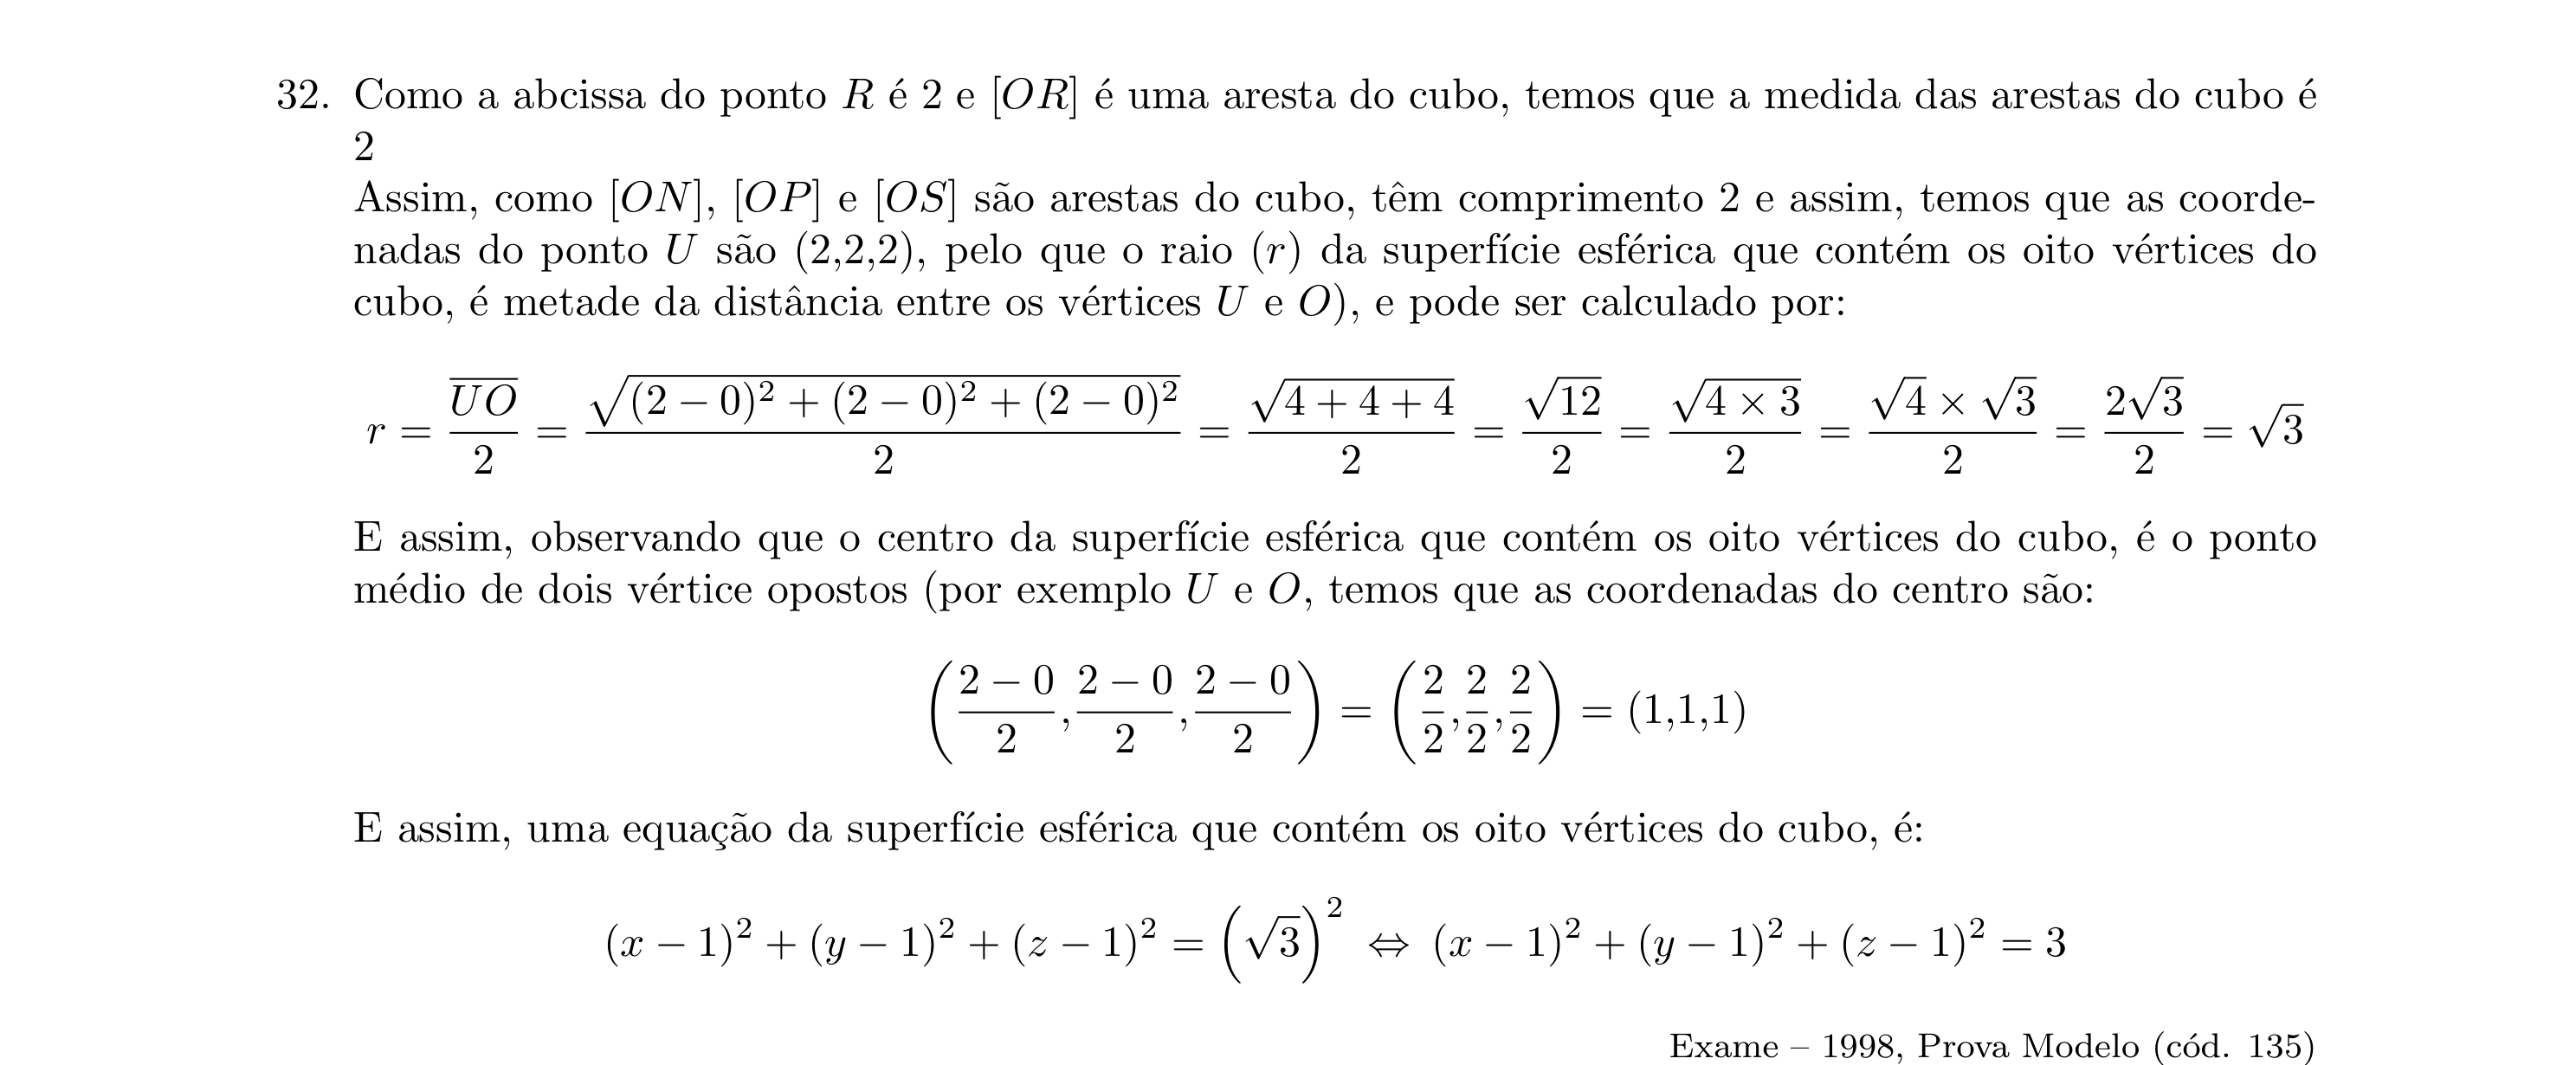 32. Como a abcissa do ponto R é 2 e [OR] é uma aresta do cubo, temos que a medida das arestas do cubo é
2
Assim, como [ON], [OP] e [OS] são arestas do cubo, têm comprimento 2 e assim, temos que as coorde-
nadas do ponto U são (2,2,2), pelo que o raio (r) da superfície esférica que contém os oito vértices do
cubo, é metade da distância entre os vértices U e O), e pode ser calculado por:
r = \frac{\overline{UO}}{2} = \frac{\sqrt{(2-0)^2+(2-0)^2+(2-0)^2}}{2} = \frac{\sqrt{4+4+4}}{2} = \frac{\sqrt{12}}{2} = \frac{\sqrt{4 \times 3}}{2} = \frac{\sqrt{4} \times \sqrt{3}}{2} = \frac{2\sqrt{3}}{2} = \sqrt{3}
E assim, observando que o centro da superfície esférica que contém os oito vértices do cubo, é o ponto
médio de dois vértice opostos (por exemplo U e O, temos que as coordenadas do centro são:
\left(\frac{2-0}{2},\frac{2-0}{2},\frac{2-0}{2}\right) = \left(\frac{2}{2},\frac{2}{2},\frac{2}{2}\right) = (1,1,1)
E assim, uma equação da superfície esférica que contém os oito vértices do cubo, é:
(x-1)^2+(y-1)^2+(z-1)^2 = \left(\sqrt{3}\right)^2 \Leftrightarrow (x-1)^2+(y-1)^2+(z-1)^2 = 3
Exame – 1998, Prova Modelo (cód. 135)